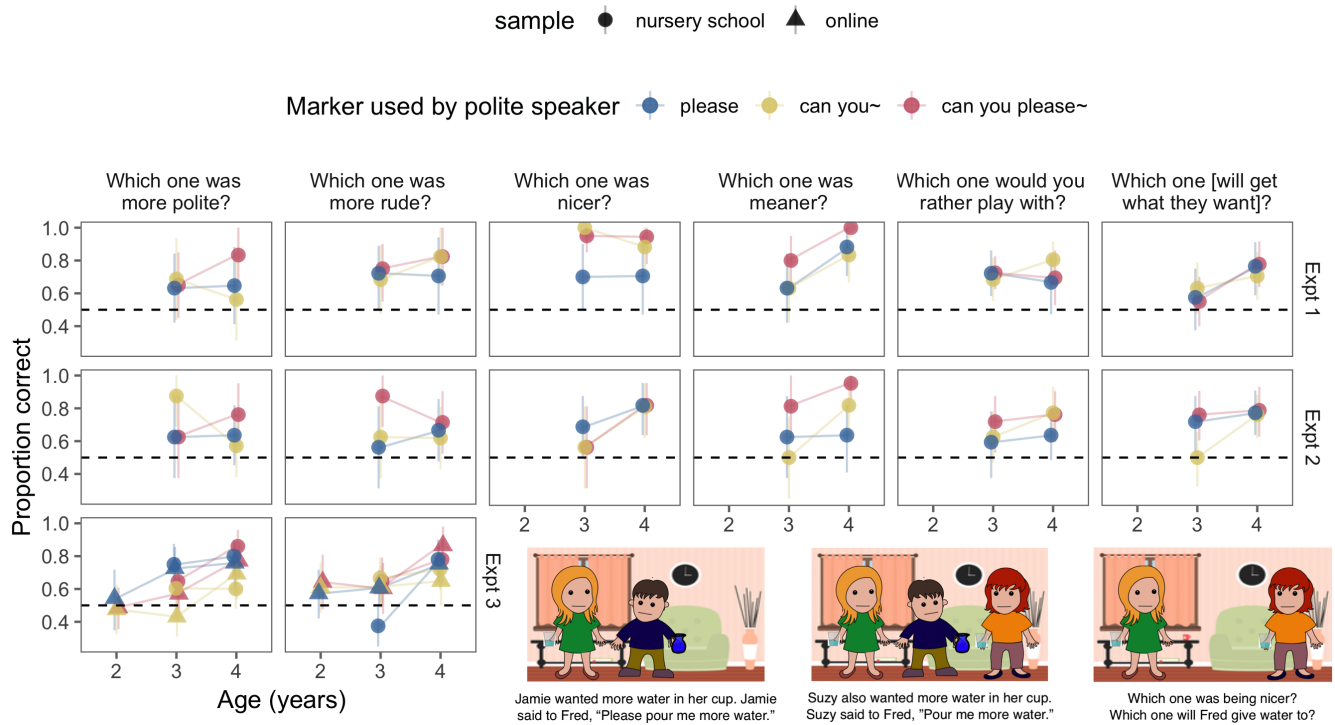 sample nursery school online
Marker used by polite speaker please can you~ can you please~
Which one was
more polite?
Which one was
more rude?
Which one was
nicer?
Which one was
meaner?
Which one would you
rather play with?
Which one [will get
what they want]?
Proportion correct
1.0
0.8
0.6
0.4
Expt 1
1.0
0.8
0.6
0.4
Expt 2
2 3 4
2 3 4
2 3 4
2 3 4
1.0
0.8
0.6
0.4
Expt 3
2 3 4
2 3 4
Age (years)
Jamie wanted more water in her cup. Jamie
said to Fred, “Please pour me more water.”
Suzy also wanted more water in her cup.
Suzy said to Fred, ”Pour me more water.”
Which one was being nicer?
Which one will Fred give water to?